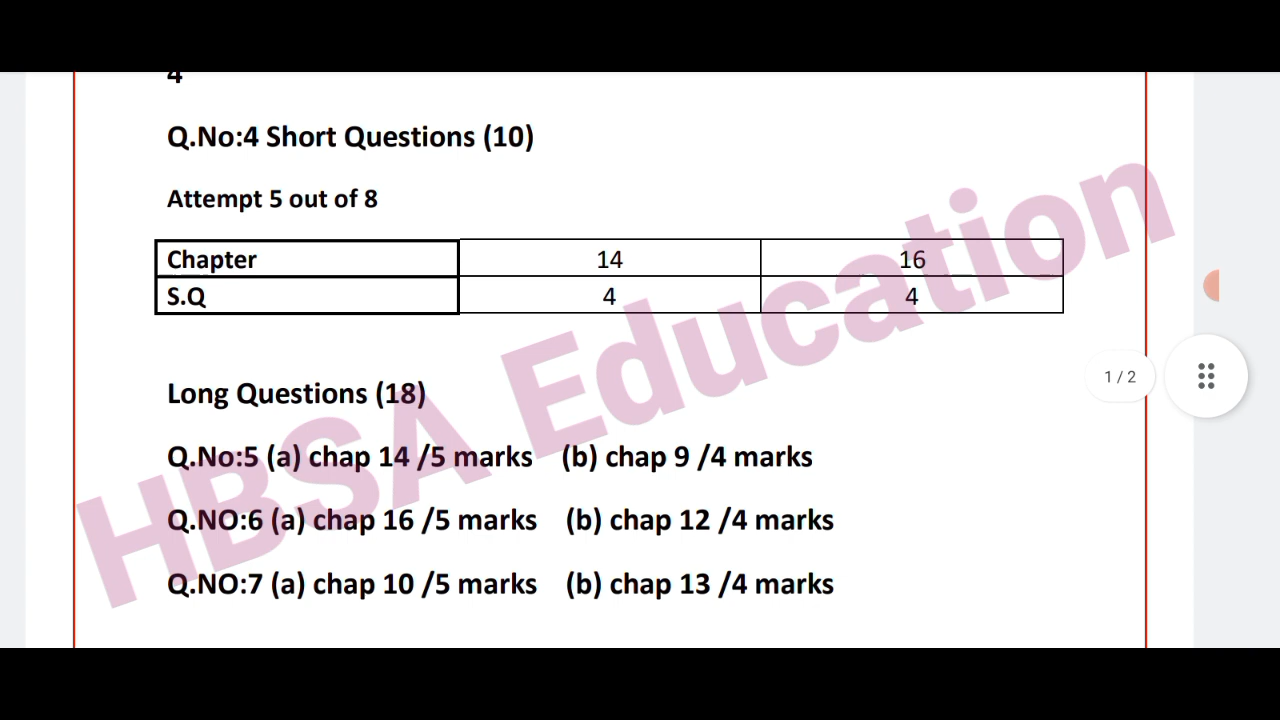 4
Q.No:4 Short Questions (10)
Attempt 5 out of 8
Chapter 14 16
S.Q 4 4
Long Questions (18)
1 / 2
Q.No:5 (a) chap 14 /5 marks (b) chap 9 /4 marks
Q.NO:6 (a) chap 16 /5 marks (b) chap 12 /4 marks
Q.NO:7 (a) chap 10 /5 marks (b) chap 13 /4 marks
HBSA Education